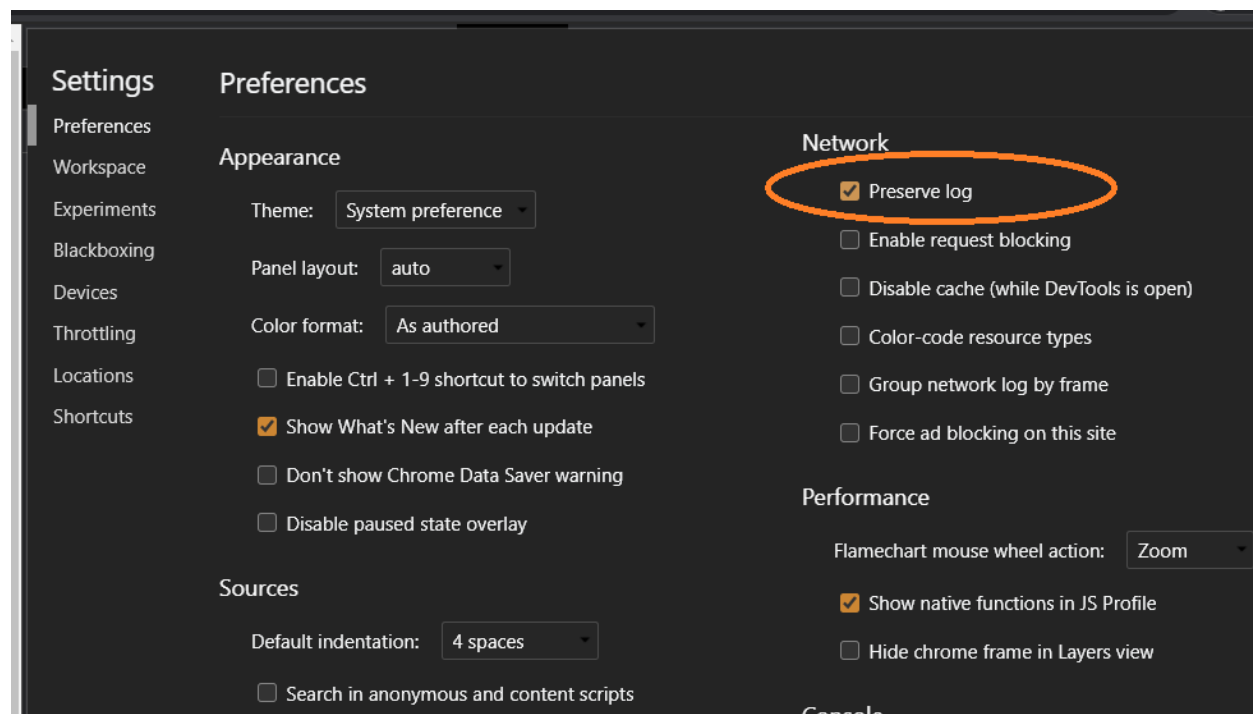 Settings
Preferences
Workspace
Experiments
Blackboxing
Devices
Throttling
Locations
Shortcuts
Preferences
Appearance
Theme: System preference
Panel layout: auto
Color format: As authored
Enable Ctrl + 1-9 shortcut to switch panels
Show What's New after each update
Don't show Chrome Data Saver warning
Disable paused state overlay
Sources
Default indentation: 4 spaces
Search in anonymous and content scripts
Network
Preserve log
Enable request blocking
Disable cache (while DevTools is open)
Color-code resource types
Group network log by frame
Force ad blocking on this site
Performance
Flamechart mouse wheel action: Zoom
Show native functions in JS Profile
Hide chrome frame in Layers view
Console